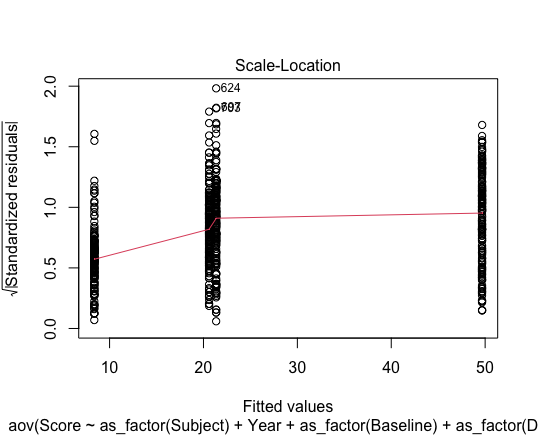 Scale-Location
√|Standardized residuals|
0.0 0.5 1.0 1.5 2.0
624
10 20 30 40 50
Fitted values
aov(Score ~ as_factor(Subject) + Year + as_factor(Baseline) + as_factor(D